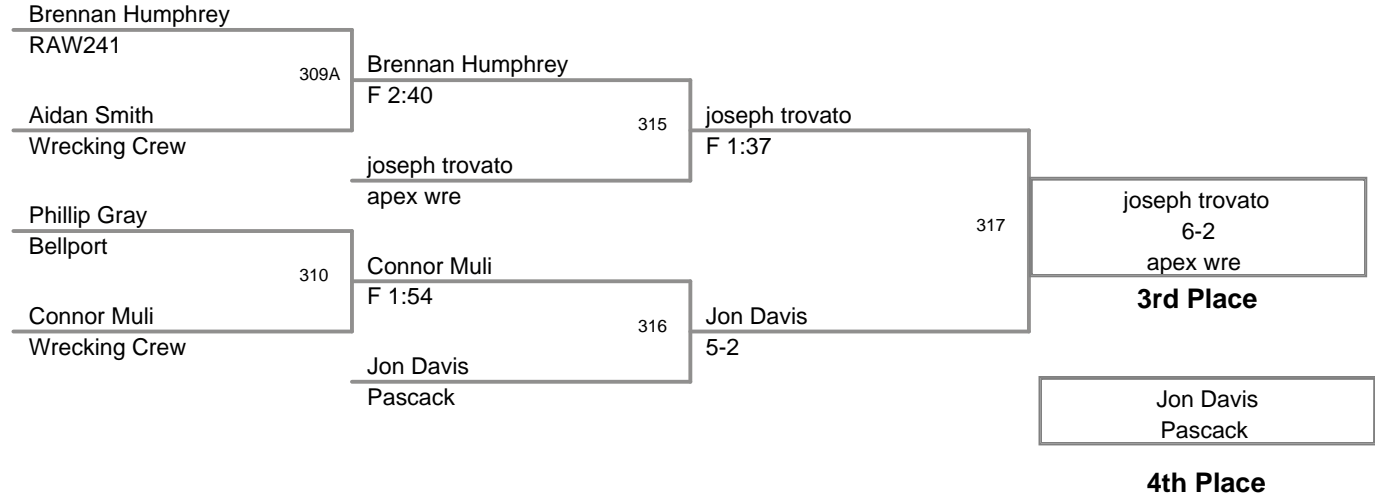 Brennan Humphrey
RAW241
309A
Aidan Smith
Wrecking Crew
Brennan Humphrey
F 2:40
315
joseph trovato
apex wre
joseph trovato
F 1:37
Phillip Gray
Bellport
310
Connor Muli
Wrecking Crew
Connor Muli
F 1:54
316
Jon Davis
Pascack
Jon Davis
5-2
317
joseph trovato
6-2
apex wre
3rd Place
Jon Davis
Pascack
4th Place